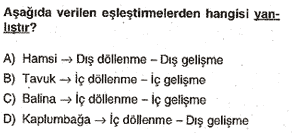 Aşağıda verilen eşleştirmelerden hangisi yan-
lıştır?
A) Hamsi → Dış döllenme – Dış gelişme
B) Tavuk → İç döllenme – İç gelişme
C) Balina → İç döllenme – İç gelişme
D) Kaplumbağa → İç döllenme – Dış gelişme